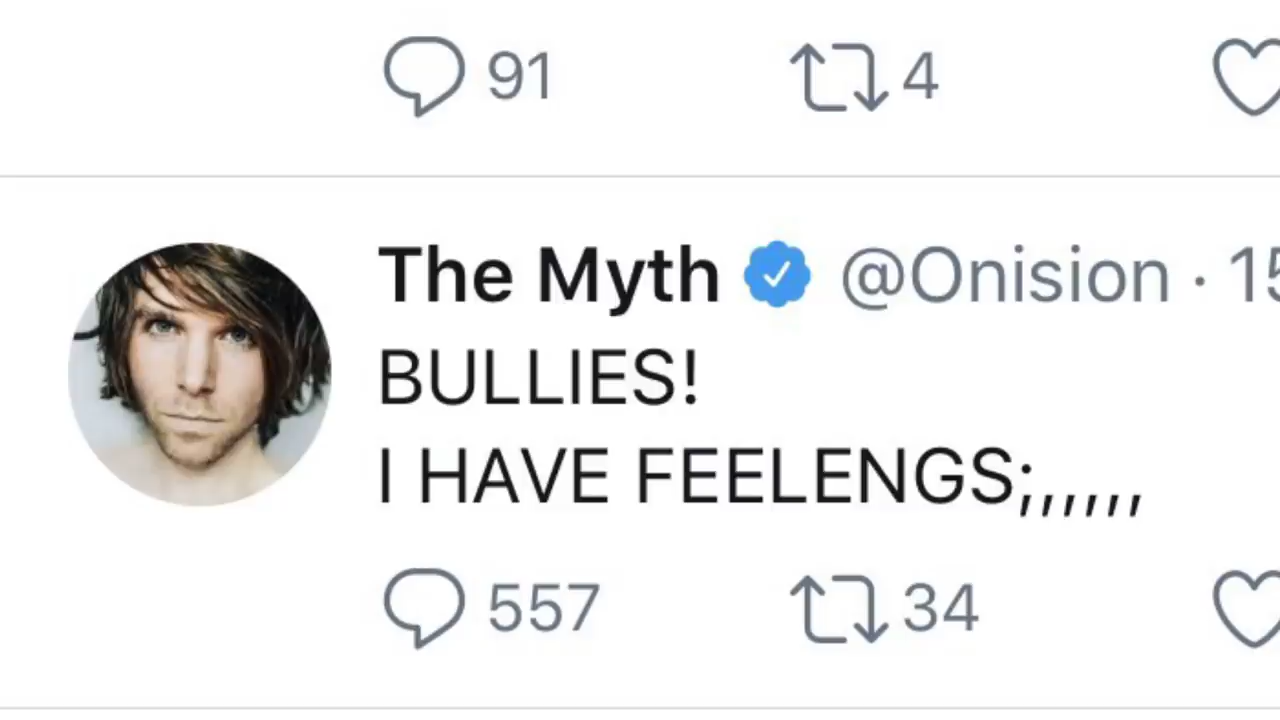 91 4
The Myth @Onision · 15
BULLIES!
I HAVE FEELENGS;,,,,,
557 34